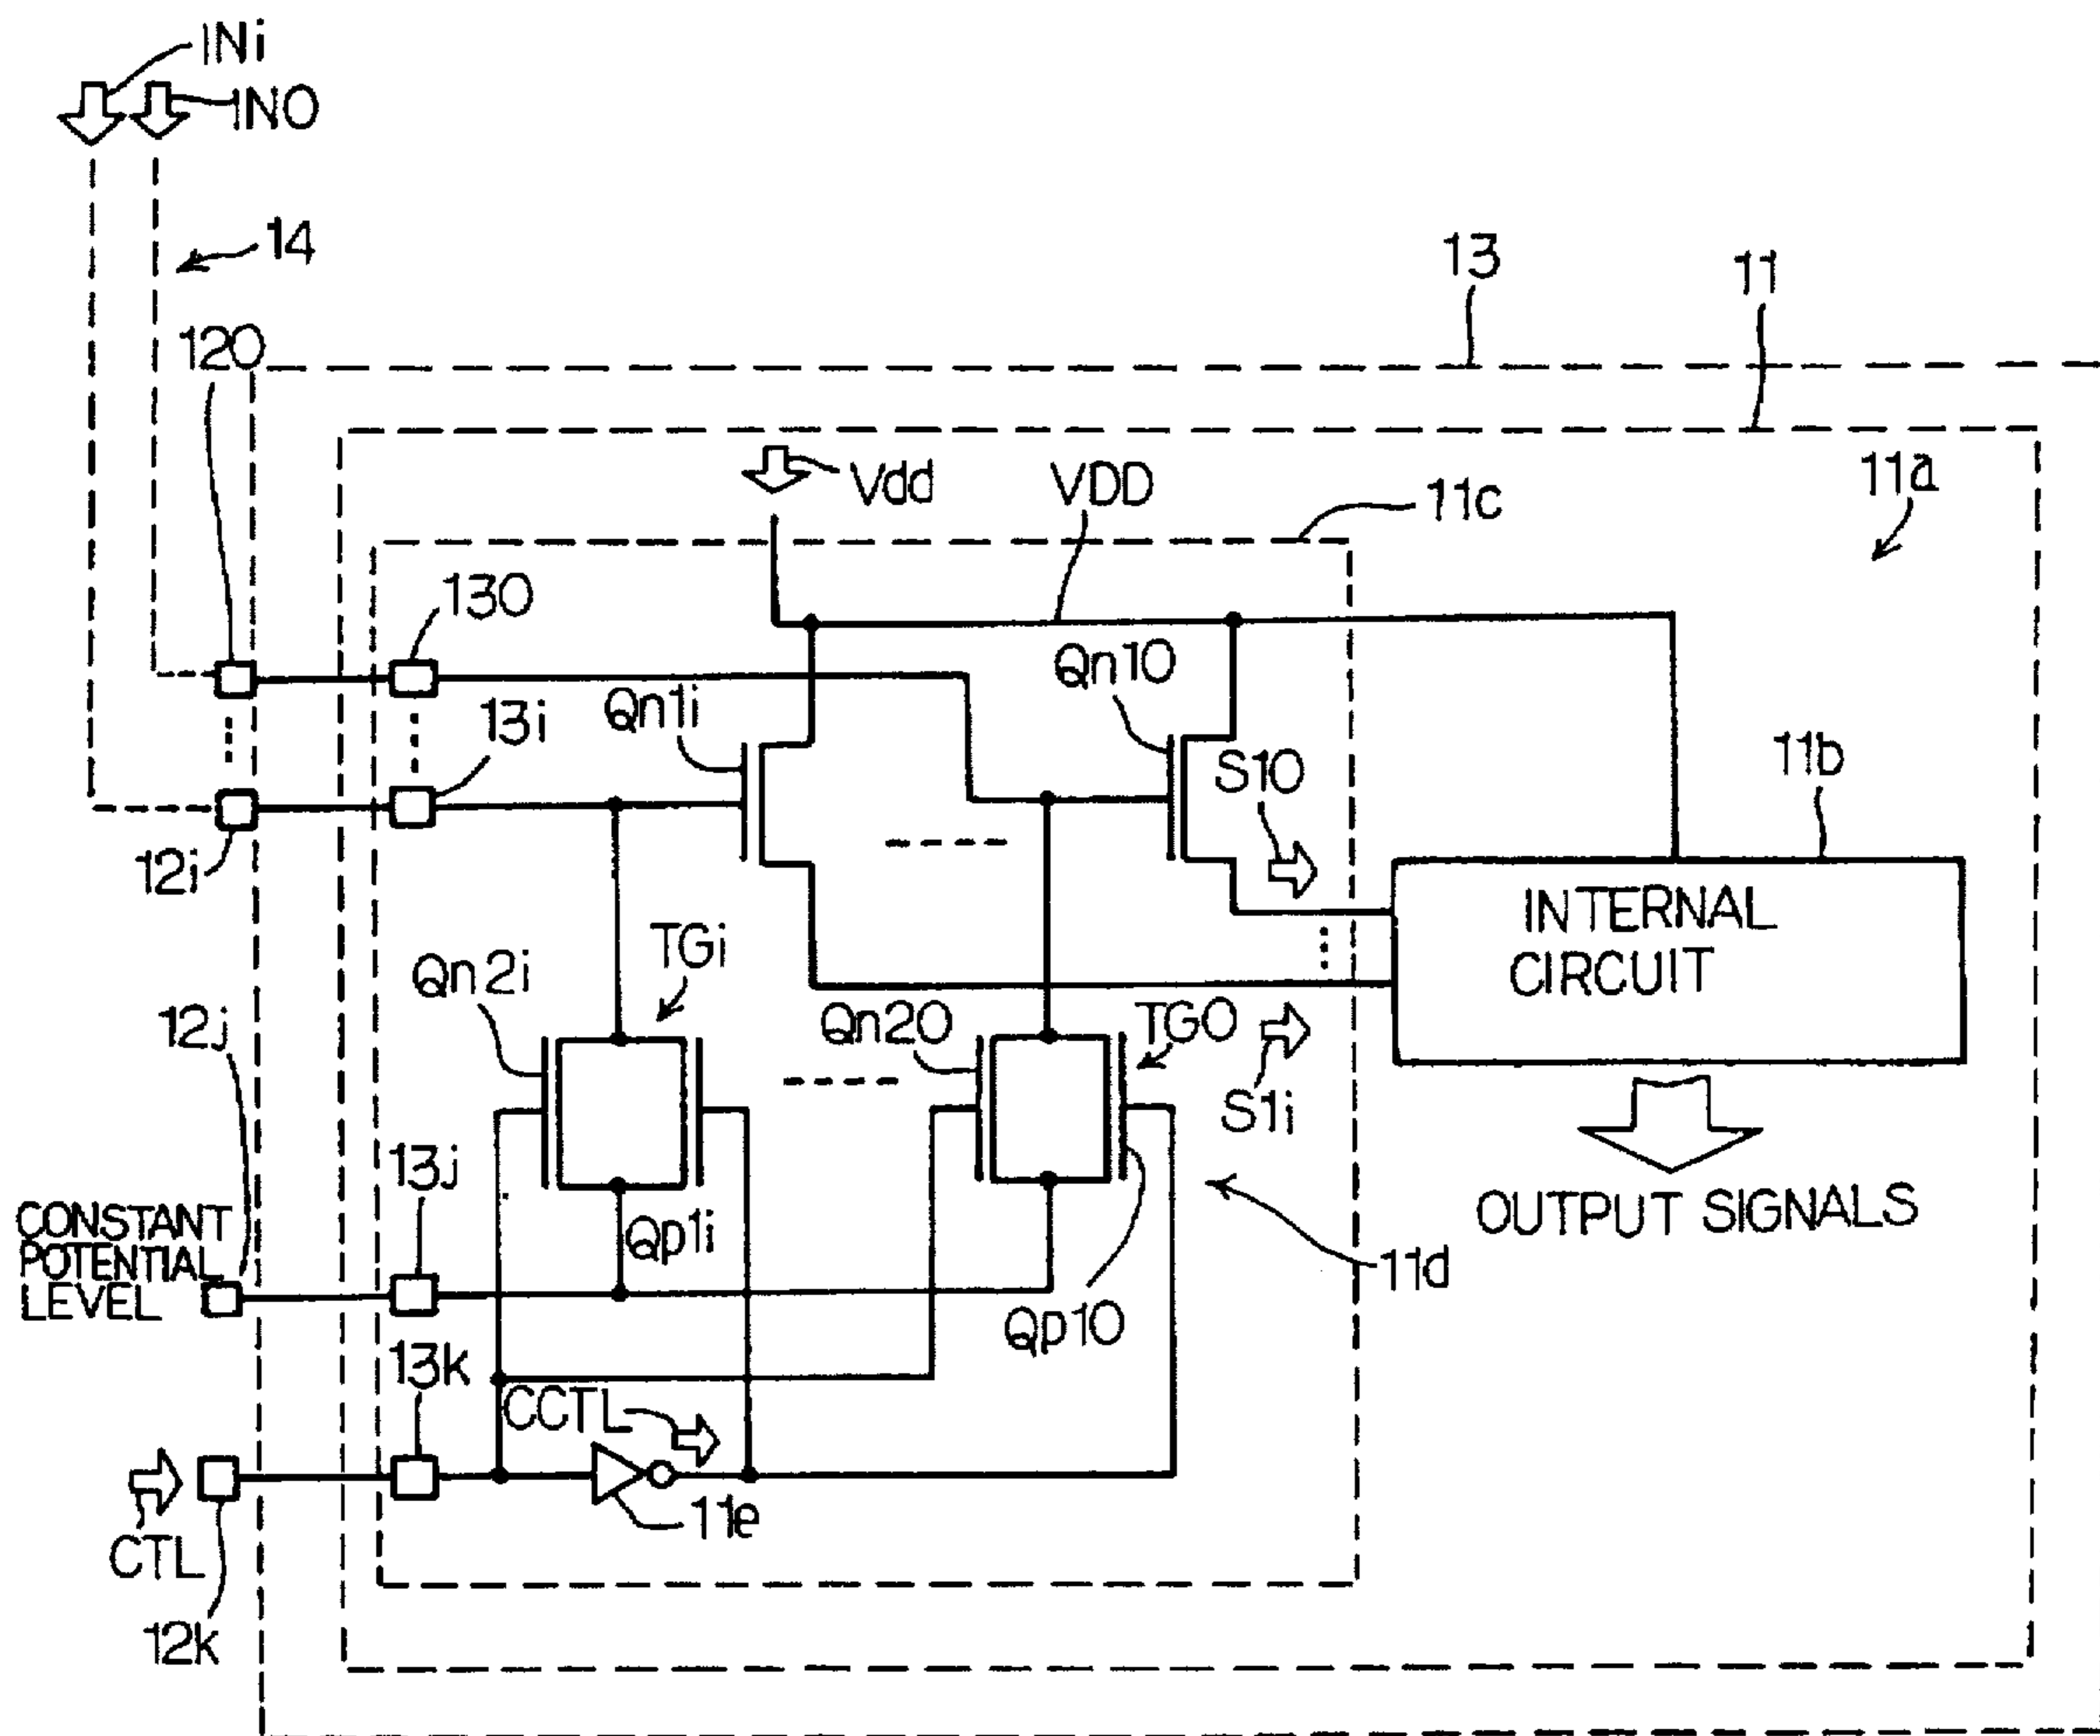 INi
IN0
14
13
11
120
Vdd
VDD
11c
11a
130
Qn10
13i
Qn1i
S10
11b
12i
INTERNAL
CIRCUIT
TGi
Qn2i
12j
Qn20
TG0
S1i
13j
CONSTANT
POTENTIAL
LEVEL
Qp1i
OUTPUT SIGNALS
11d
Qp10
13k
CCTL
11e
CTL
12k